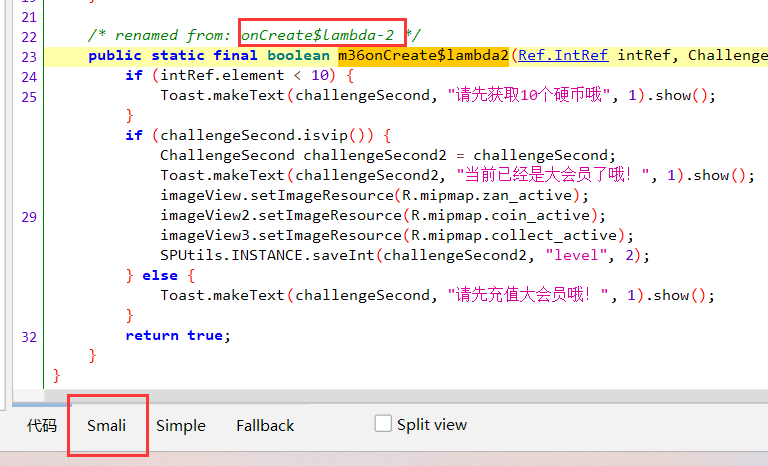 21
22 /* renamed from: onCreate$lambda-2 */
23 public static final boolean m36onCreate$lambda2(Ref.IntRef intRef, Challenge
24 if (intRef.element < 10) {
25 Toast.makeText(challengeSecond, "请先获取10个硬币哦", 1).show();
}
if (challengeSecond.isvip()) {
ChallengeSecond challengeSecond2 = challengeSecond;
Toast.makeText(challengeSecond2, "当前已经是大会员了哦！", 1).show();
imageView.setImageResource(R.mipmap.zan_active);
29 imageView2.setImageResource(R.mipmap.coin_active);
imageView3.setImageResource(R.mipmap.collect_active);
SPUtils.INSTANCE.saveInt(challengeSecond2, "level", 2);
} else {
Toast.makeText(challengeSecond, "请先充值大会员哦！", 1).show();
}
32 return true;
}
}
代码 Smali Simple Fallback Split view